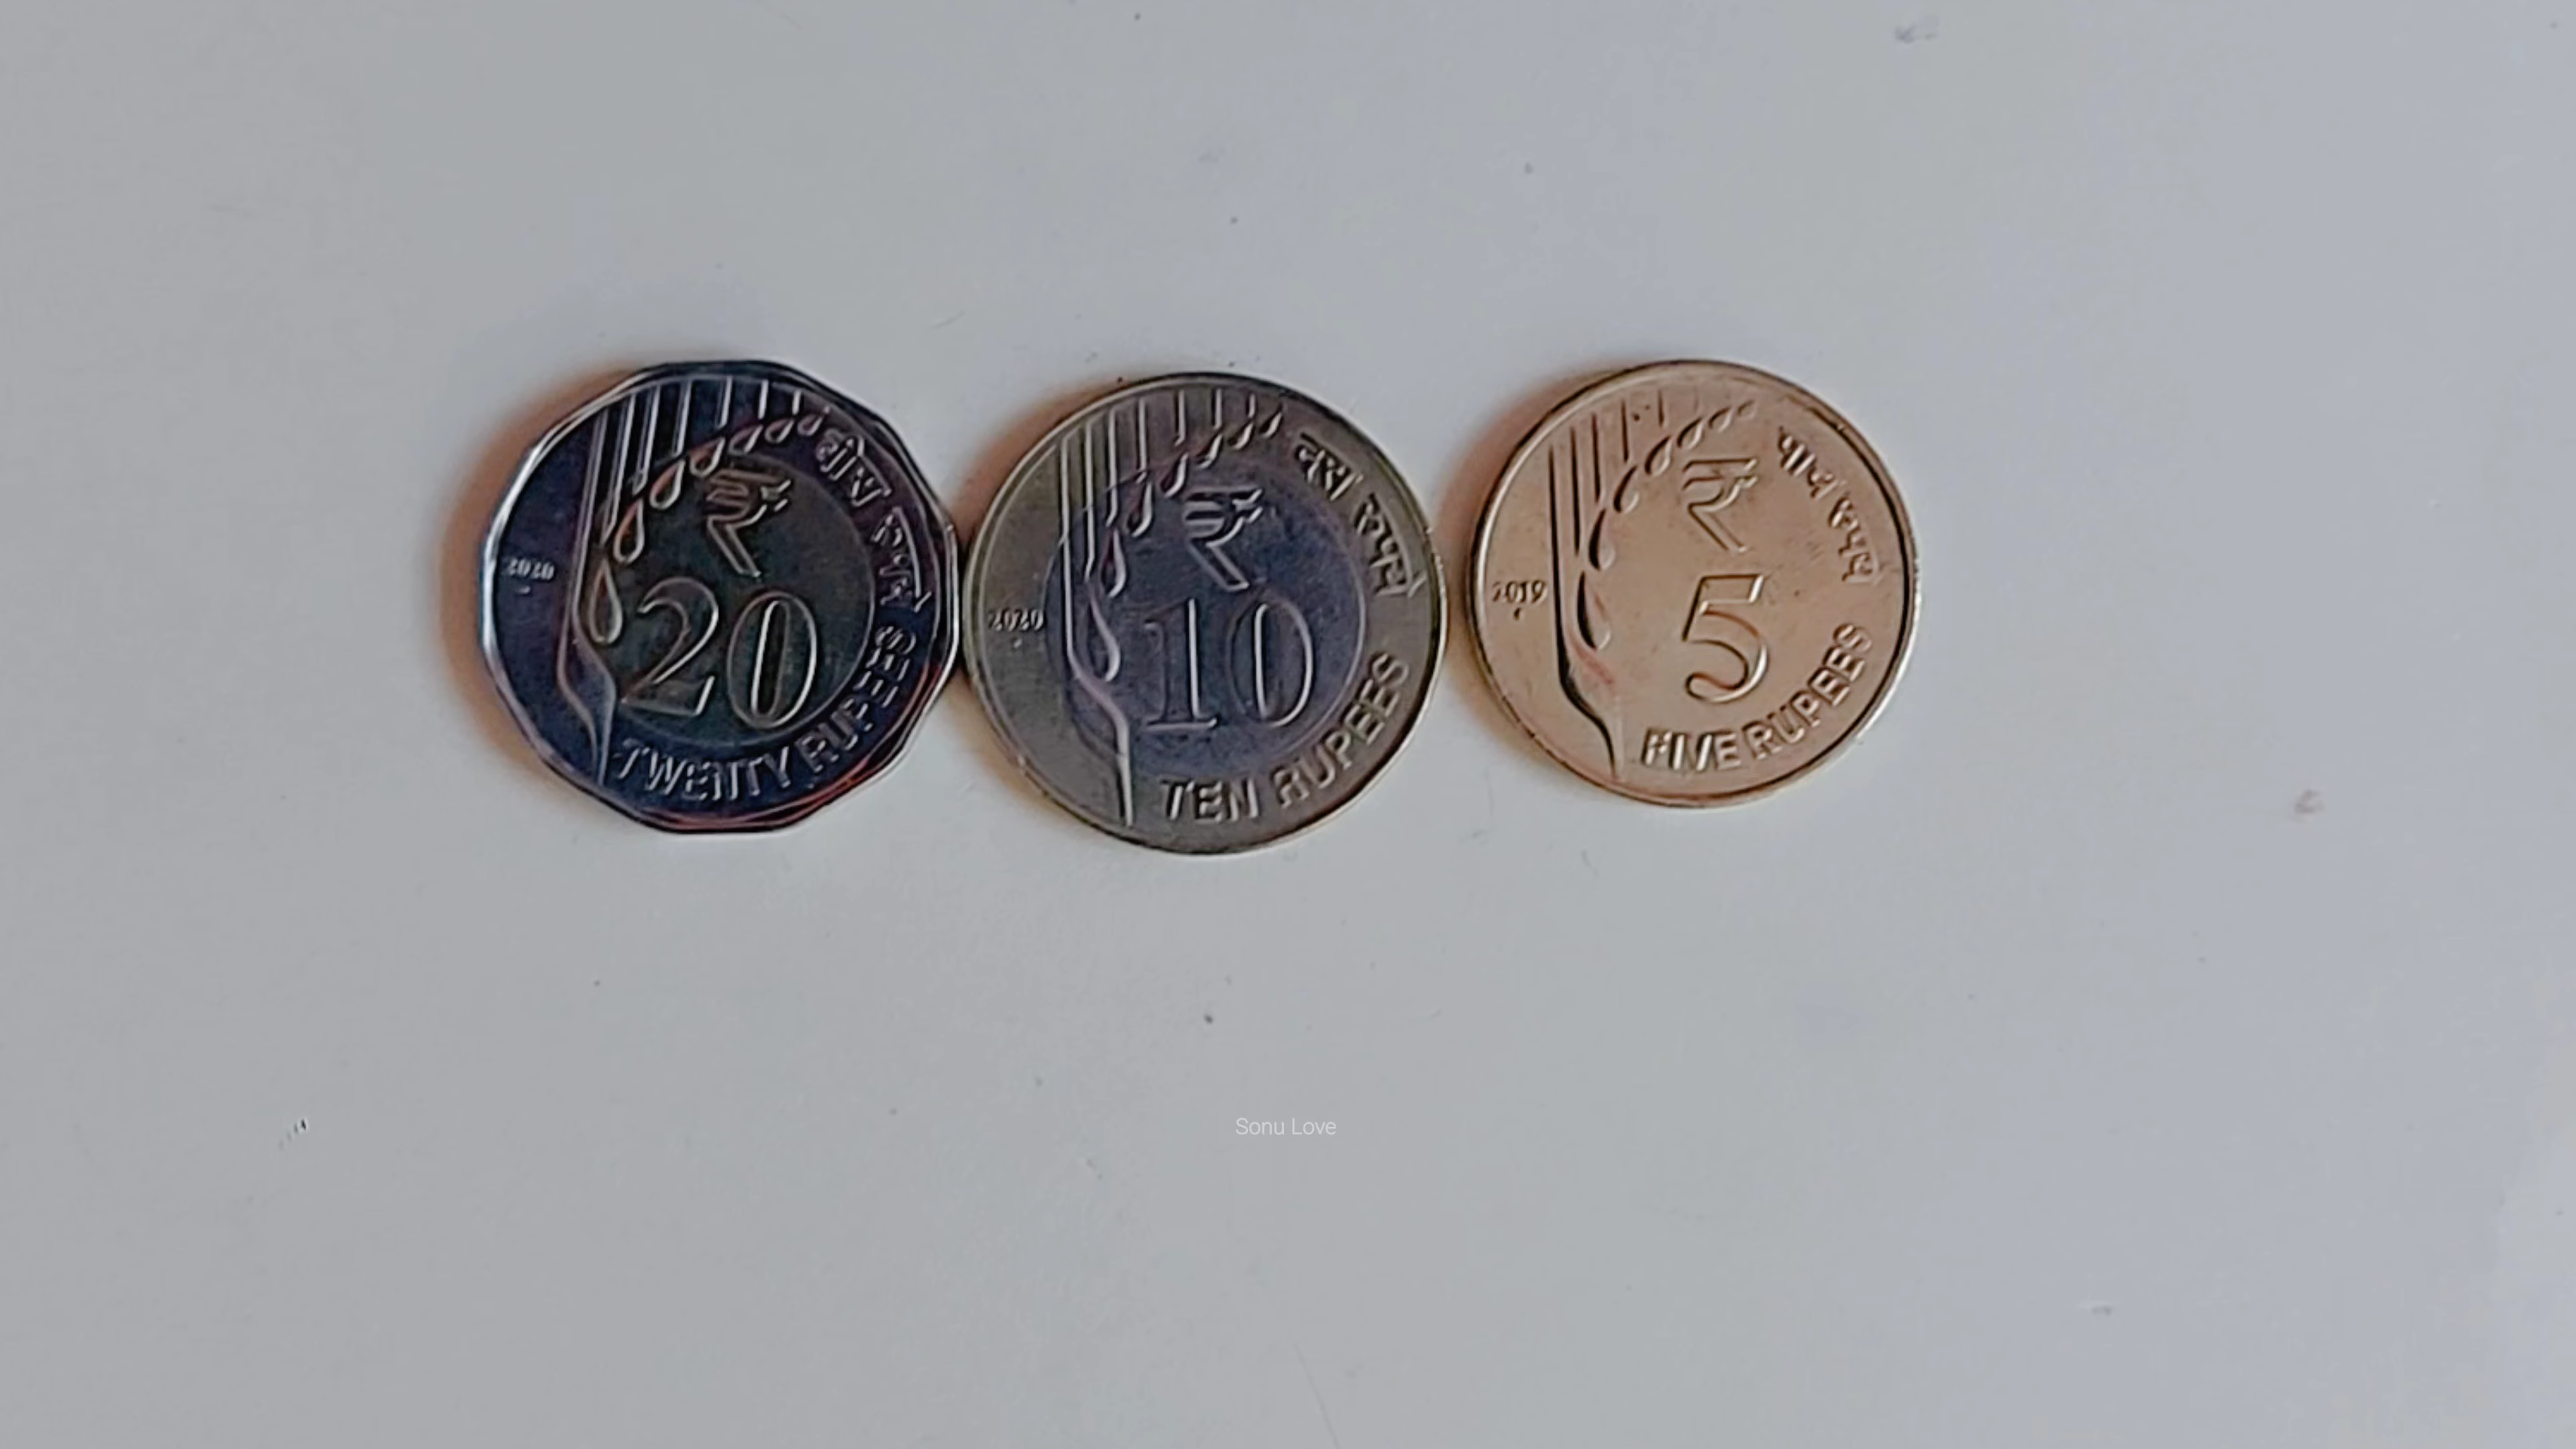 ₹
20
2020
बीस रुपये
TWENTY RUPEES
₹
10
2020
दस रुपये
TEN RUPEES
₹
5
2019
पाँच रुपये
FIVE RUPEES
Sonu Love